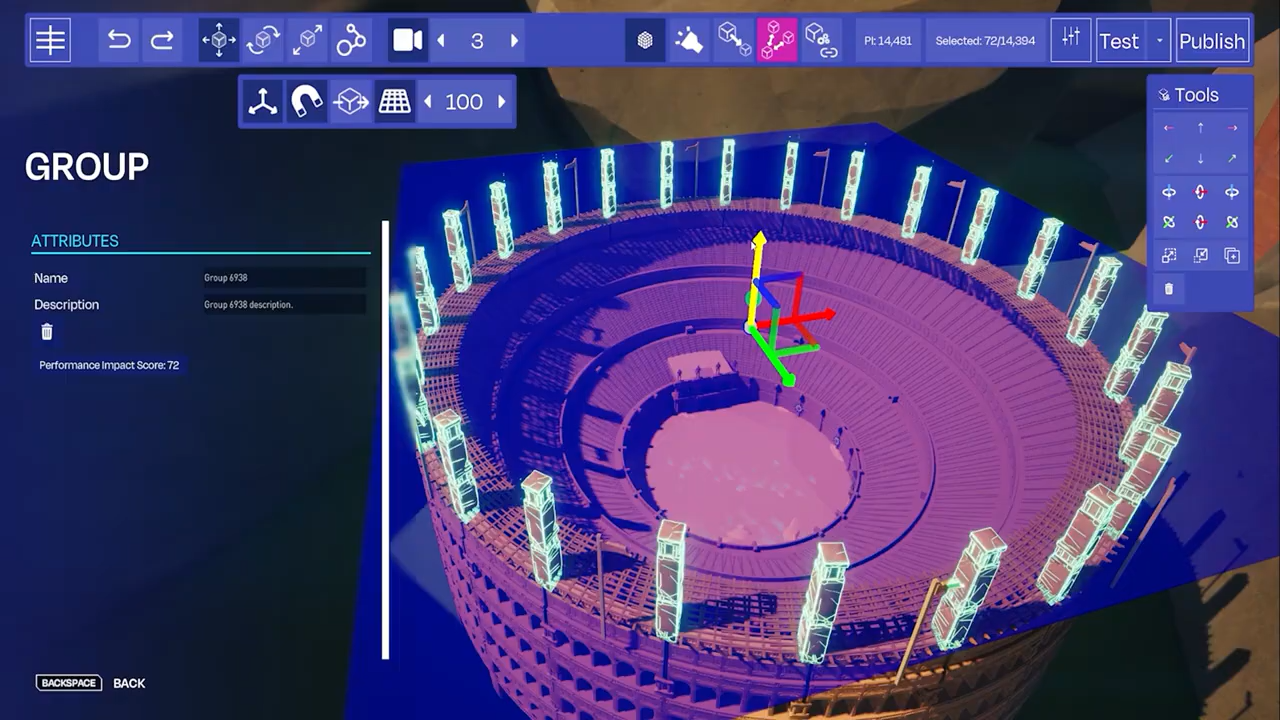 3
PI: 14,481
Selected: 72/14,394
Test
Publish
100
Tools
GROUP
ATTRIBUTES
Name
Group 6938
Description
Group 6938 description.
Performance Impact Score: 72
BACKSPACE
BACK